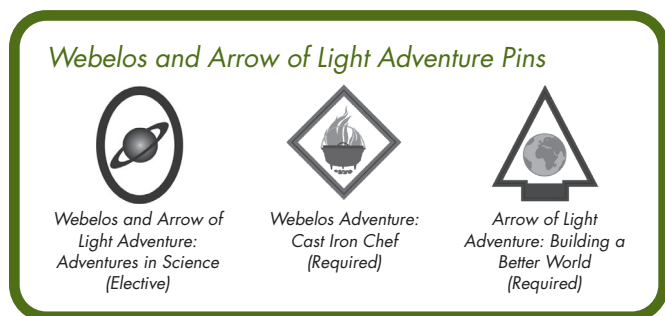 Webelos and Arrow of Light Adventure Pins
Webelos and Arrow of
Light Adventure:
Adventures in Science
(Elective)
Webelos Adventure:
Cast Iron Chef
(Required)
Arrow of Light
Adventure: Building a
Better World
(Required)